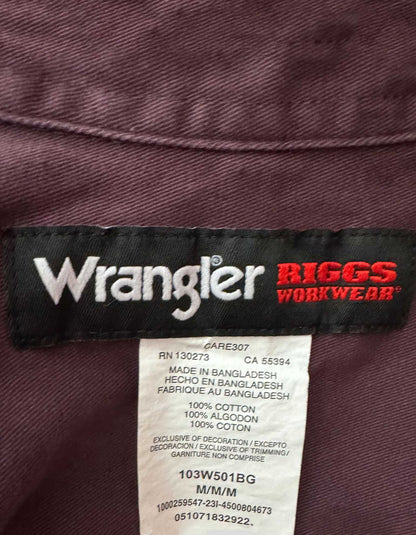 Wrangler® RIGGS
WORKWEAR®
CARE307
RN 130273 CA 55394
MADE IN BANGLADESH
HECHO EN BANGLADESH
FABRIQUE AU BANGLADESH
100% COTTON
100% ALGODON
100% COTON
EXCLUSIVE OF DECORATION / EXCEPTO
DECORACION / EXCLUSIVE OF TRIMMING /
GARNITURE NON COMPRISE
103W501BG
M/M/M
1000259547-23I-4500804673
051071832922.